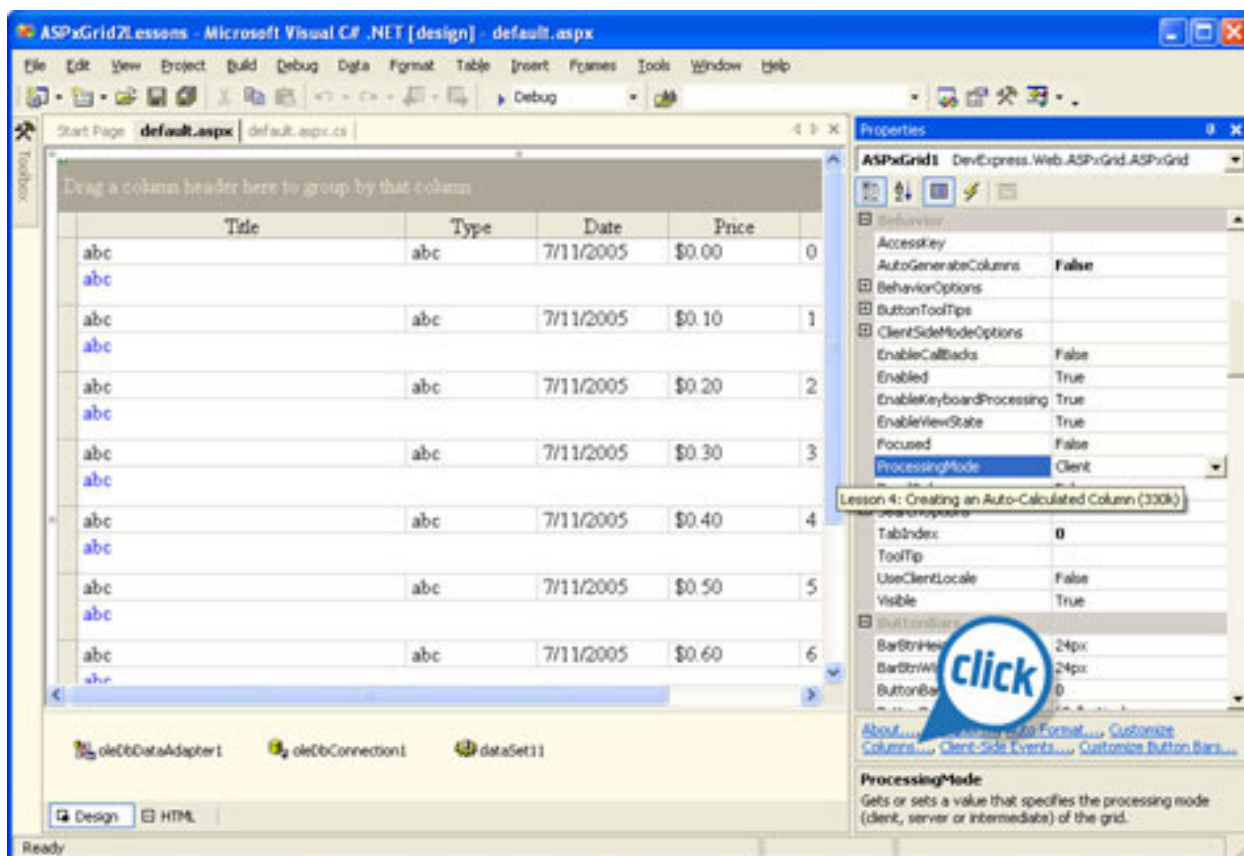 ASPxGrid2Lessons - Microsoft Visual C# .NET [design] - default.aspx
File Edit View Project Build Debug Data Format Table Insert Frames Tools Window Help
Debug
Toolbox
Start Page default.aspx default.aspx.cs
Drag a column header here to group by that column
Title Type Date Price
abc abc 7/11/2005 $0.00 0
abc
abc abc 7/11/2005 $0.10 1
abc
abc abc 7/11/2005 $0.20 2
abc
abc abc 7/11/2005 $0.30 3
abc
abc abc 7/11/2005 $0.40 4
abc
abc abc 7/11/2005 $0.50 5
abc
abc abc 7/11/2005 $0.60 6
abc
oleDbDataAdapter1 oleDbConnection1 dataSet11
Design HTML
Ready
Properties
ASPxGrid1 DevExpress.Web.ASPxGrid.ASPxGrid
Behavior
AccessKey
AutoGenerateColumns False
BehaviorOptions
ButtonToolTips
ClientSideModeOptions
EnableCallBacks False
Enabled True
EnableKeyboardProcessing True
EnableViewState True
Focused False
ProcessingMode Client
Lesson 4: Creating an Auto-Calculated Column (330k)
SearchOptions
TabIndex 0
ToolTip
UseClientLocale False
Visible True
ButtonBars
24px
24px
0
click
About..., Auto Format..., Customize
Columns..., Client-Side Events..., Customize Button Bars...
ProcessingMode
Gets or sets a value that specifies the processing mode
(client, server or intermediate) of the grid.